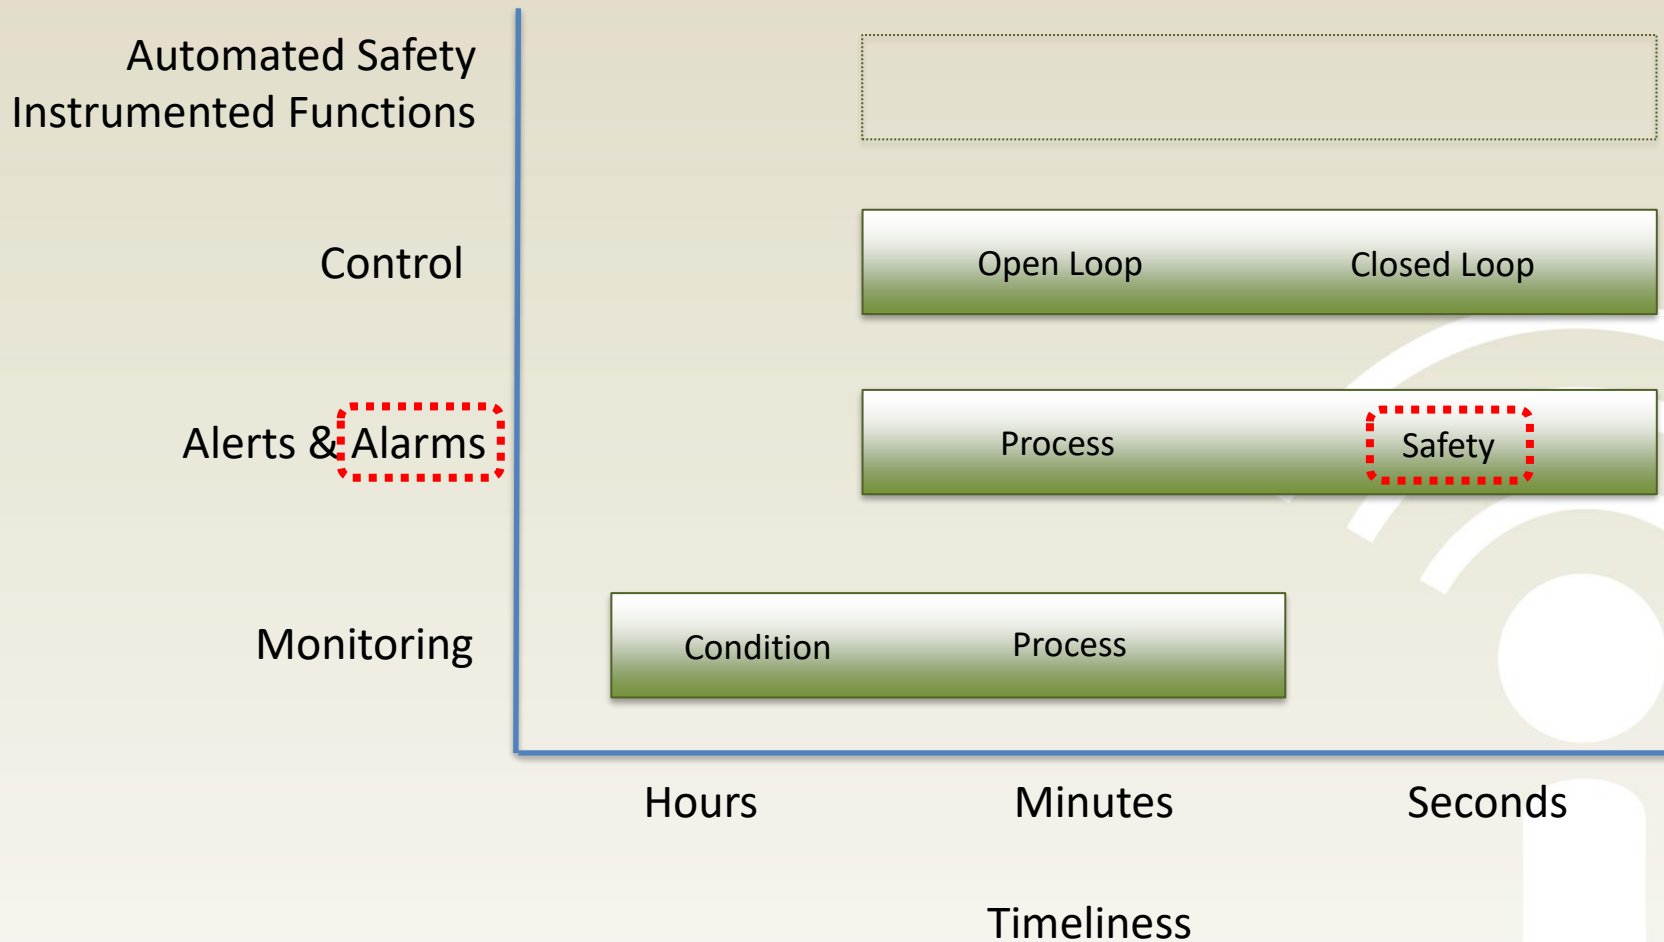 Automated Safety
Instrumented Functions
Control
Open Loop
Closed Loop
Alerts & Alarms
Process
Safety
Monitoring
Condition
Process
Hours
Minutes
Seconds
Timeliness